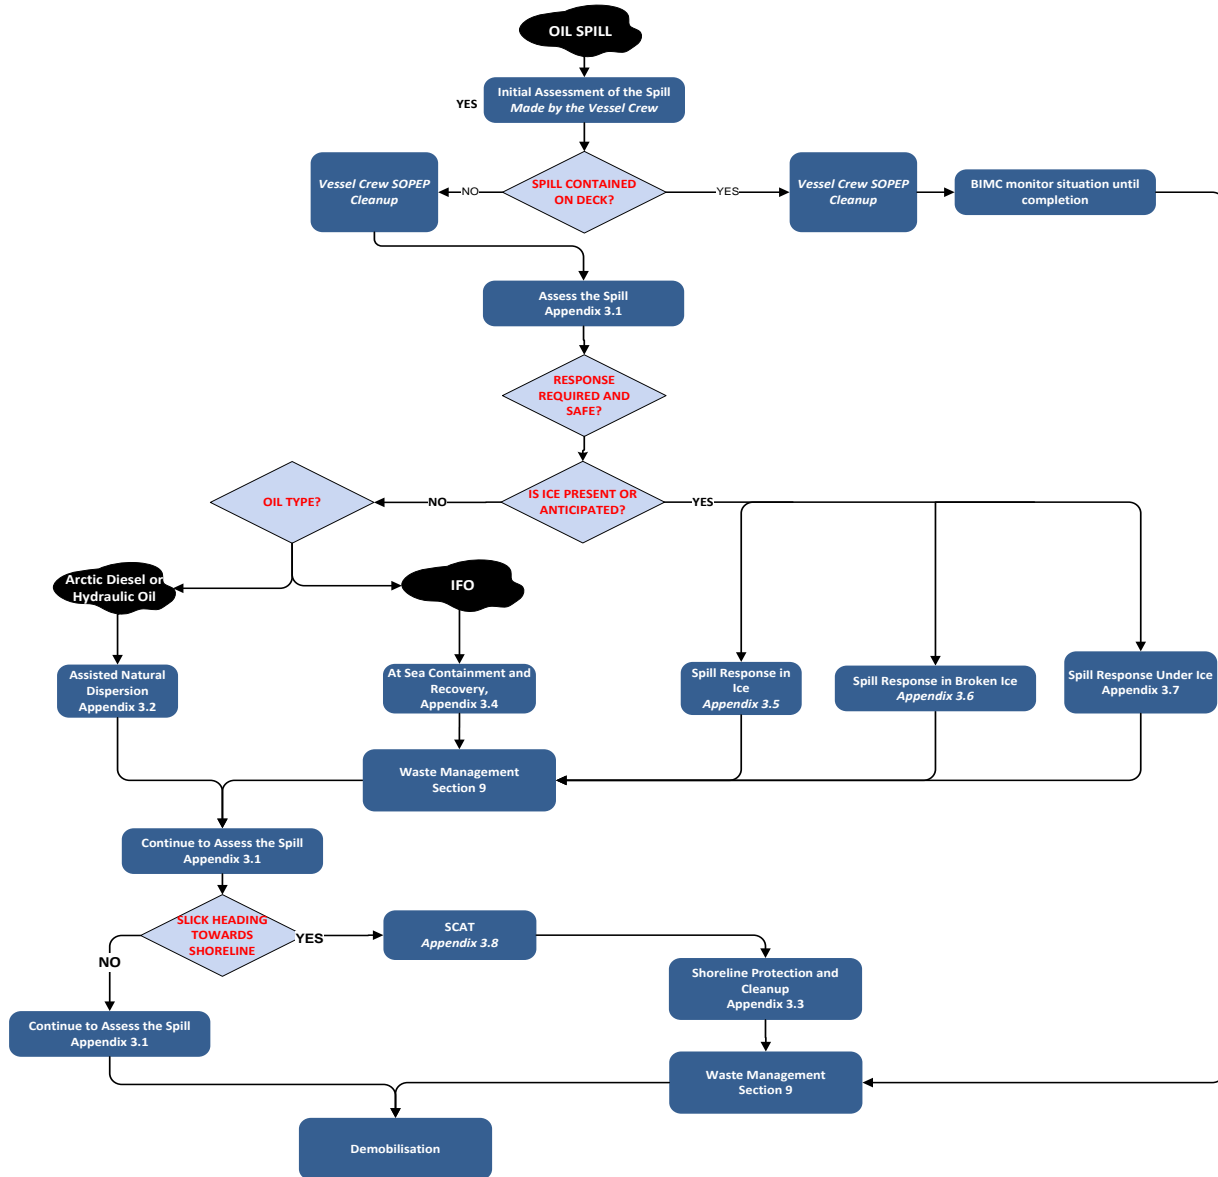 OIL SPILL
Initial Assessment of the Spill
Made by the Vessel Crew
YES
Vessel Crew SOPEP
Cleanup
NO
SPILL CONTAINED
ON DECK?
YES
Vessel Crew SOPEP
Cleanup
BIMC monitor situation until
completion
Assess the Spill
Appendix 3.1
RESPONSE
REQUIRED AND
SAFE?
OIL TYPE?
NO
IS ICE PRESENT OR
ANTICIPATED?
YES
Arctic Diesel or
Hydraulic Oil
IFO
Assisted Natural
Dispersion
Appendix 3.2
At Sea Containment and
Recovery,
Appendix 3.4
Spill Response in
Ice
Appendix 3.5
Spill Response in Broken Ice
Appendix 3.6
Spill Response Under Ice
Appendix 3.7
Waste Management
Section 9
Continue to Assess the Spill
Appendix 3.1
SLICK HEADING
TOWARDS
SHORELINE
YES
NO
SCAT
Appendix 3.8
Shoreline Protection and
Cleanup
Appendix 3.3
Continue to Assess the Spill
Appendix 3.1
Waste Management
Section 9
Demobilisation